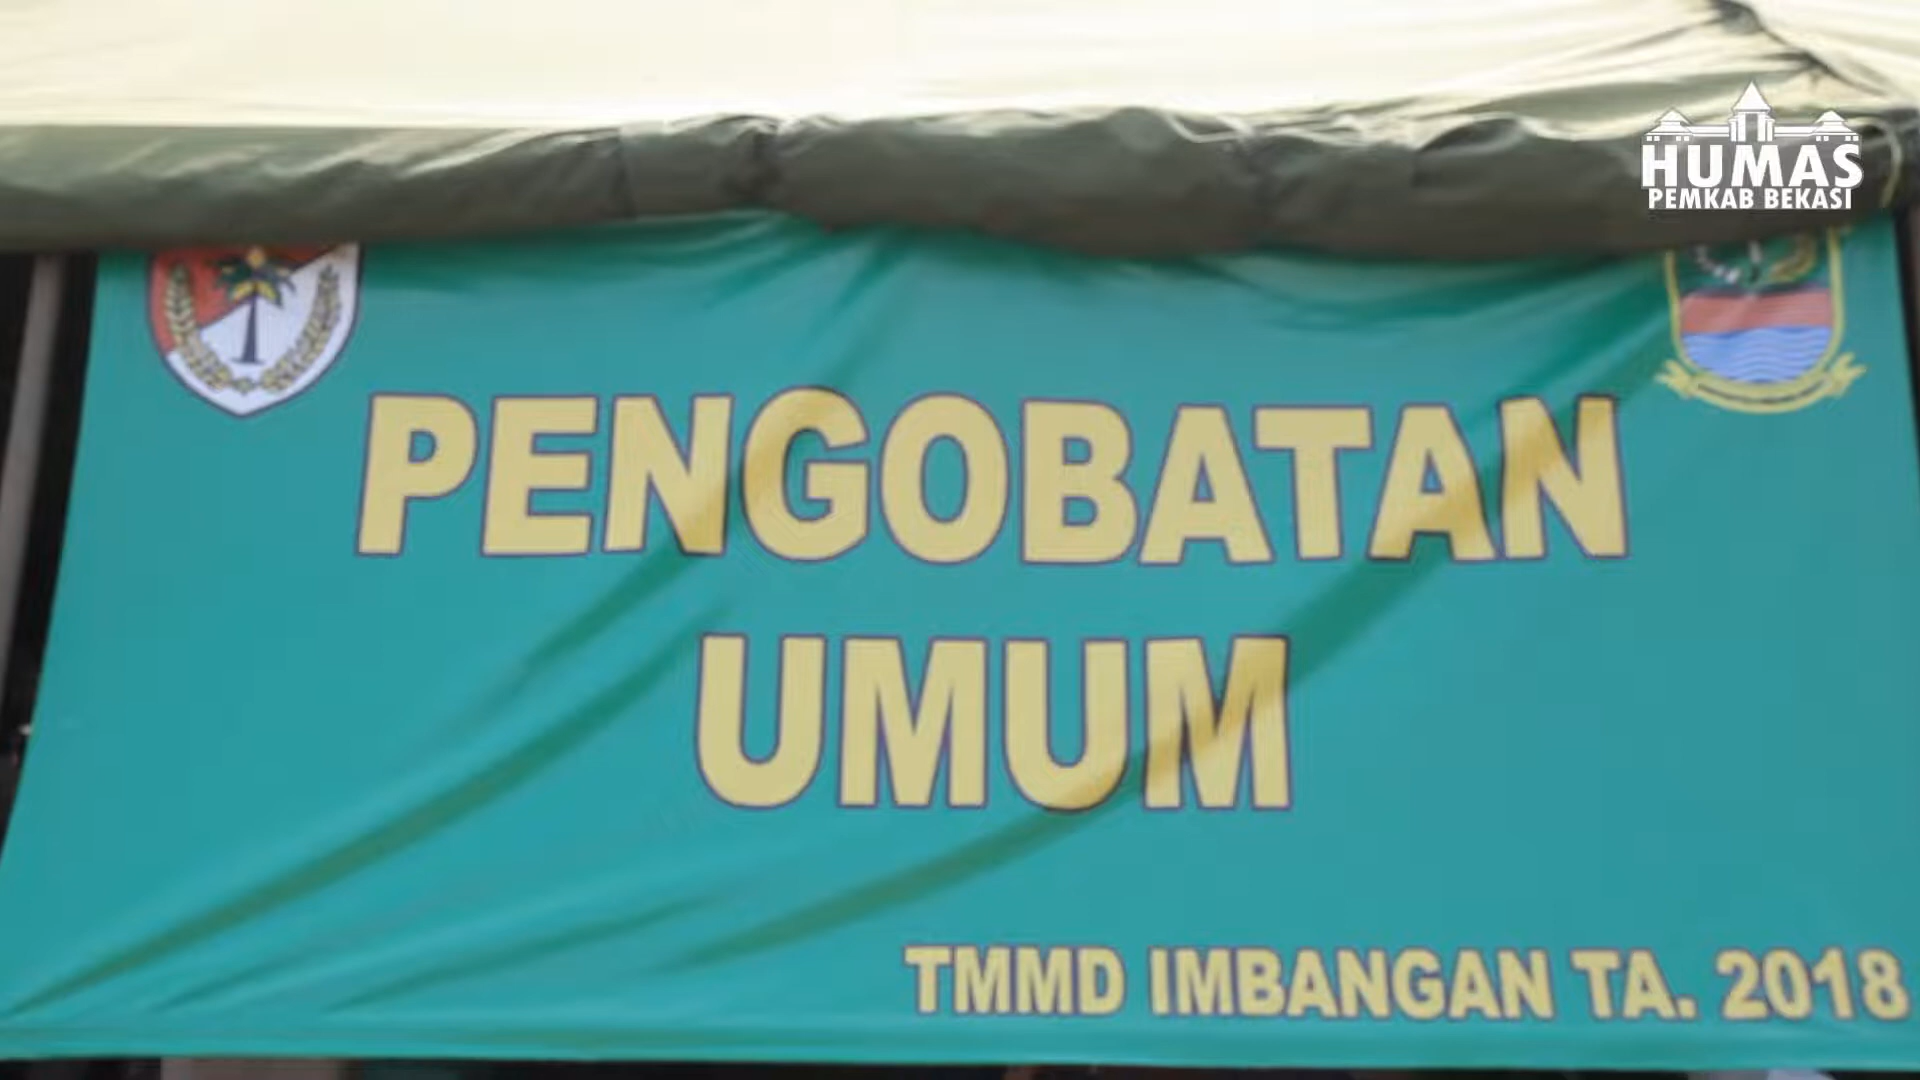 HUMAS
PEMKAB BEKASI
PENGOBATAN
UMUM
TMMD IMBANGAN TA. 2018